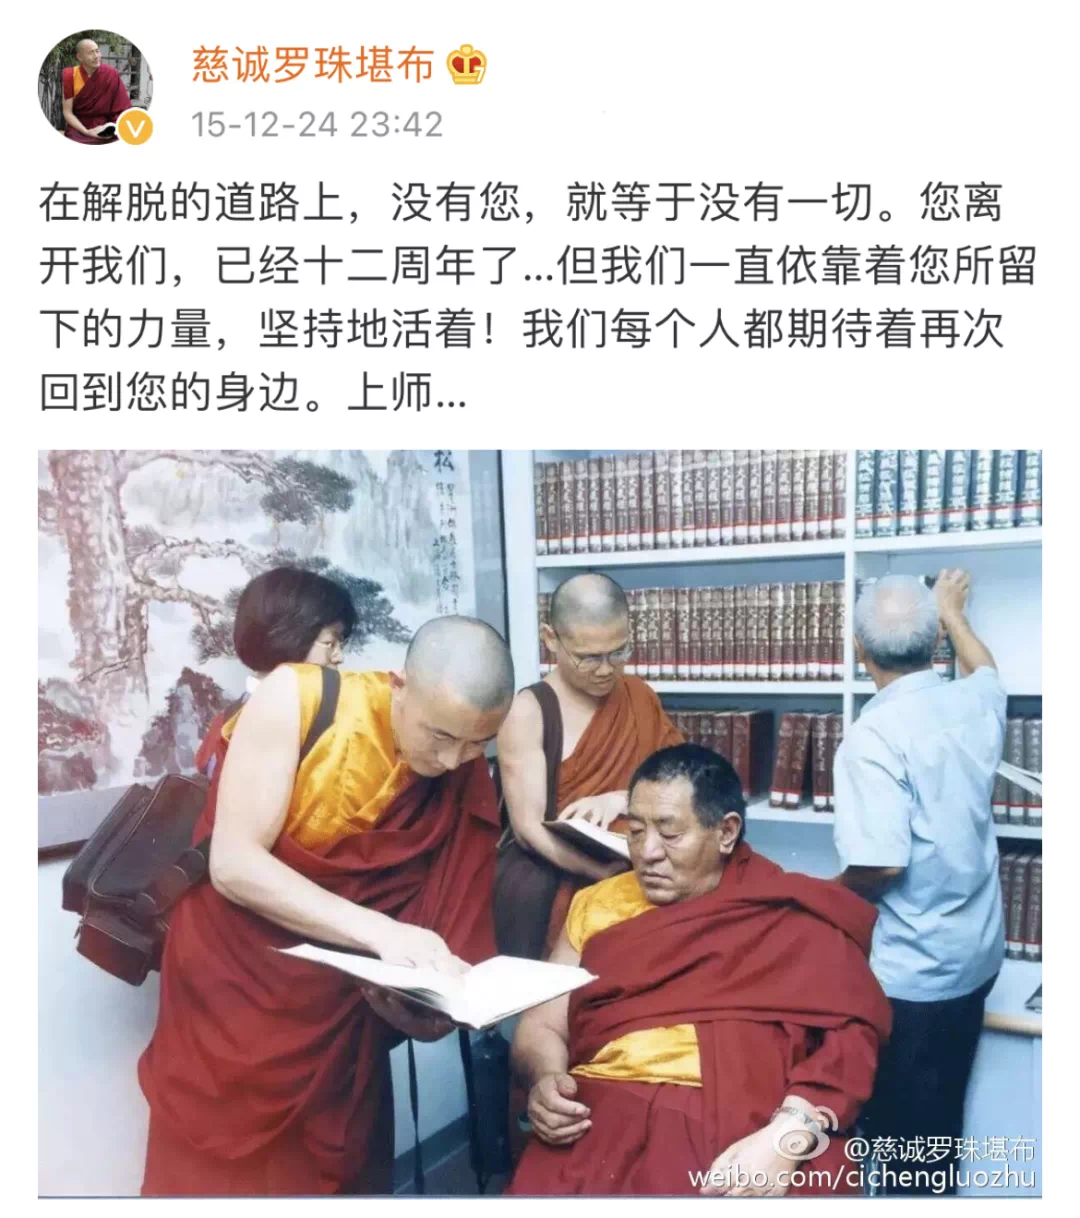 慈诚罗珠堪布
15-12-24 23:42
在解脱的道路上，没有您，就等于没有一切。您离
开我们，已经十二周年了...但我们一直依靠着您所留
下的力量，坚持地活着！我们每个人都期待着再次
回到您的身边。上师...
松
@慈诚罗珠堪布
weibo.com/cichengluozhu